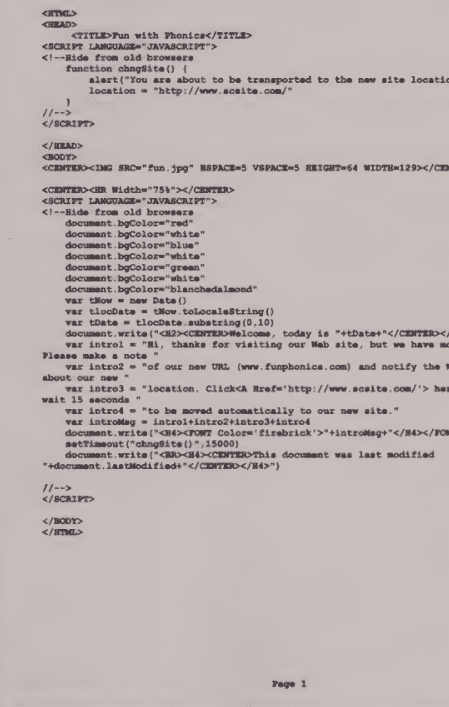 <HTML>
<HEAD>
<TITLE>Fun with Phonics</TITLE>
<SCRIPT LANGUAGE="JAVASCRIPT">
<!--Hide from old browsers
function chngSite() {
alert("You are about to be transported to the new site locatio
location = "http://www.scsite.com/"
}
//-->
</SCRIPT>
</HEAD>
<BODY>
<CENTER><IMG SRC="fun.jpg" HSPACE=5 VSPACE=5 HEIGHT=64 WIDTH=129></CEN
<CENTER><HR Width="75%"></CENTER>
<SCRIPT LANGUAGE="JAVASCRIPT">
<!--Hide from old browsers
document.bgColor="red"
document.bgColor="white"
document.bgColor="blue"
document.bgColor="white"
document.bgColor="green"
document.bgColor="white"
document.bgColor="blanchedalmond"
var tNow = new Date()
var tlocDate = tNow.toLocaleString()
var tData = tlocDate.substring(0,10)
document.write("<H2><CENTER>Welcome, today is "+tDate+"</CENTER></
var intro1 = "Hi, thanks for visiting our Web site, but we have mo
Please make a note "
var intro2 = "of our new URL (www.funphonics.com) and notify the W
about our new "
var intro3 = "location. Click<A Href='http://www.scsite.com/'> her
wait 15 seconds "
var intro4 = "to be moved automatically to our new site."
var introMsg = intro1+intro2+intro3+intro4
document.write("<H4><FONT Color='firebrick'>"+introMsg+"</H4></FON
setTimeout("chngSite()",15000)
document.write("<BR><H4><CENTER>This document was last modified
"+document.lastModified+"</CENTER></H4>")
//-->
</SCRIPT>
</BODY>
</HTML>
Page 1